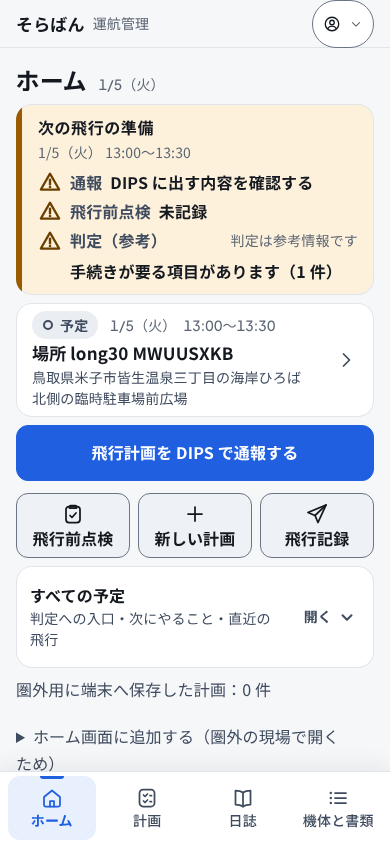 そらばん 運航管理
ホーム 1/5（火）
次の飛行の準備
1/5（火） 13:00〜13:30
通報 DIPS に出す内容を確認する
飛行前点検 未記録
判定（参考） 判定は参考情報です
手続きが要る項目があります（1 件）
予定 1/5（火） 13:00〜13:30
場所 long30 MWUUSXKB
鳥取県米子市皆生温泉三丁目の海岸ひろば
北側の臨時駐車場前広場
飛行計画を DIPS で通報する
飛行前点検 新しい計画 飛行記録
すべての予定
判定への入口・次にやること・直近の
飛行
開く
圏外用に端末へ保存した計画：0 件
▶ ホーム画面に追加する（圏外の現場で開く
ため）
ホーム 計画 日誌 機体と書類